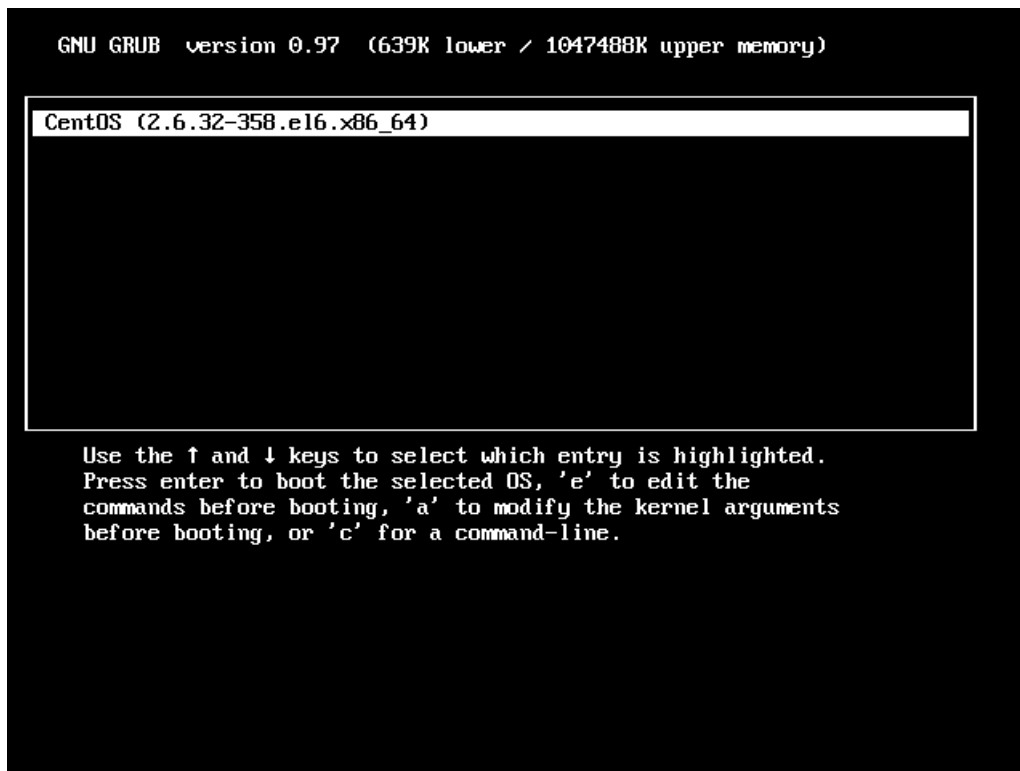 GNU GRUB  version 0.97  (639K lower / 1047488K upper memory)
CentOS (2.6.32-358.el6.x86_64)
Use the ↑ and ↓ keys to select which entry is highlighted.
Press enter to boot the selected OS, 'e' to edit the
commands before booting, 'a' to modify the kernel arguments
before booting, or 'c' for a command-line.